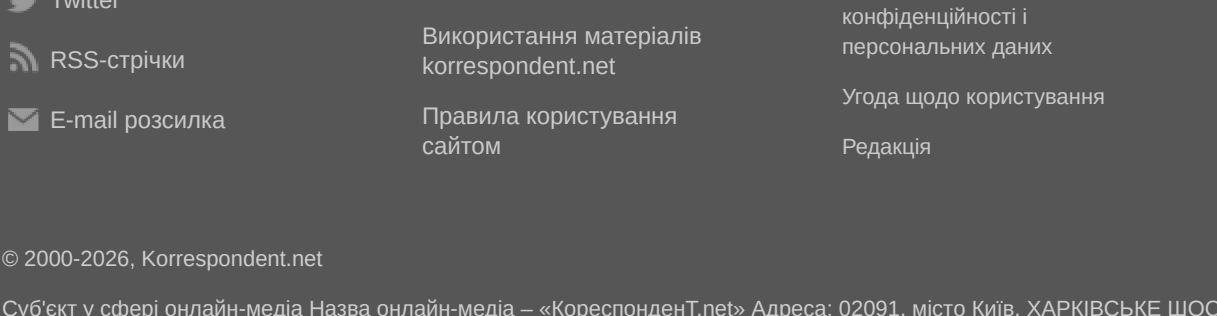 Twitter
RSS-стрічки
E-mail розсилка
Використання матеріалів
korrespondent.net
Правила користування
сайтом
конфіденційності і
персональних даних
Угода щодо користування
Редакція
© 2000-2026, Korrespondent.net
Суб'єкт у сфері онлайн-медіа Назва онлайн-медіа – «КореспонденТ.net» Адреса: 02091, місто Київ, ХАРКІВСЬКЕ